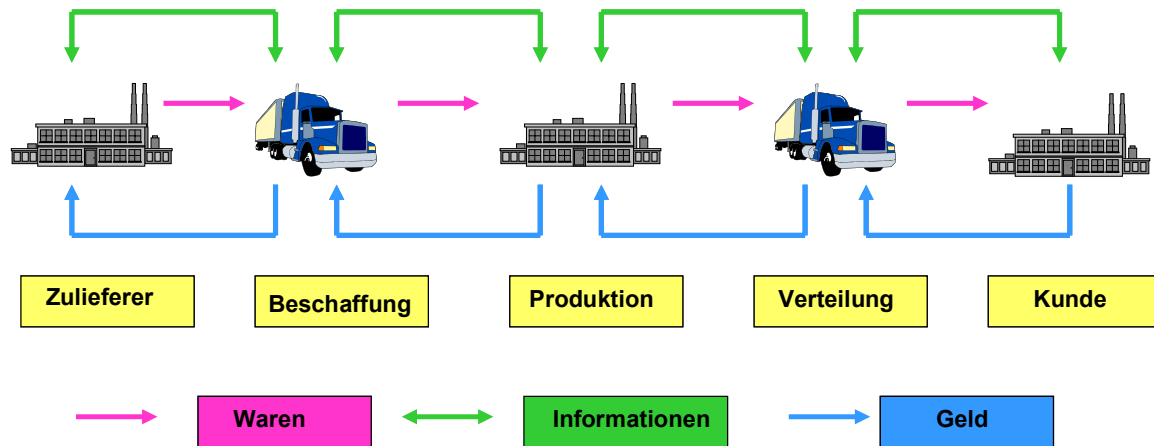 Zulieferer
Beschaffung
Produktion
Verteilung
Kunde
Waren
Informationen
Geld